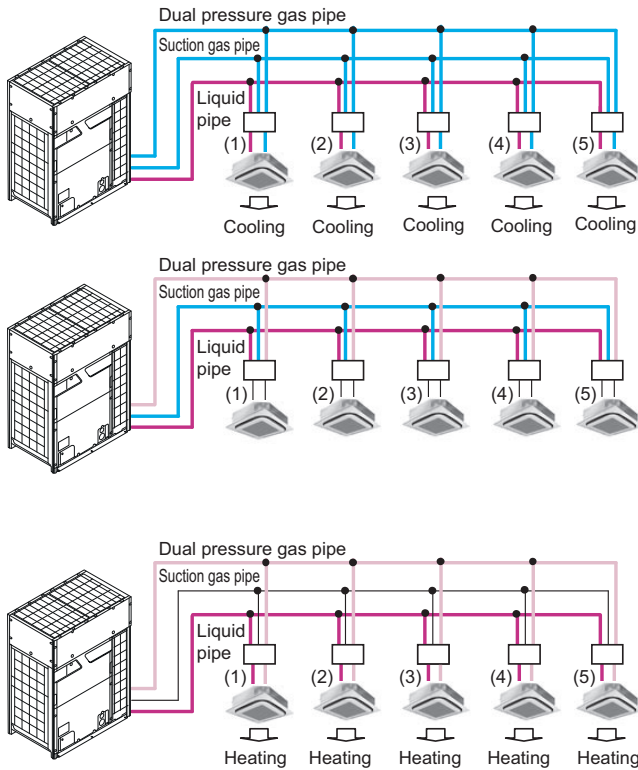 Dual pressure gas pipe
Suction gas pipe
Liquid
pipe
(1) (2) (3) (4) (5)
Cooling Cooling Cooling Cooling Cooling
Dual pressure gas pipe
Suction gas pipe
Liquid
pipe
(1) (2) (3) (4) (5)
Dual pressure gas pipe
Suction gas pipe
Liquid
pipe
(1) (2) (3) (4) (5)
Heating Heating Heating Heating Heating